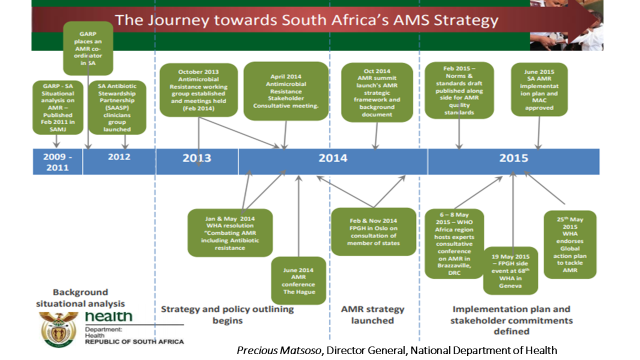 The Journey towards South Africa's AMS Strategy
GARP
places an
AMR co-
ordinator
in SA
GARP - SA
Situational
analysis on
AMR –
Published
Feb 2011 in
SAMJ
SA Antibiotic
Stewardship
Partnership
(SAASP)
clinicians
group
launched
October 2013
Antimicrobial
Resistance working
group established
and meetings held
(Feb 2014)
April 2014
Antimicrobial
Resistance
Stakeholder
Consultative meeting.
Oct 2014
AMR summit
launch's AMR
strategic
framework and
background
document
Feb 2015 –
Norms &
standards draft
published along
side for AMR
quality
standards
June 2015
SA AMR
implementat
ion plan and
MAC
approved
2009 -
2011
2012
2013
2014
2015
Jan & May 2014
WHA resolution
"Combating AMR
including Antibiotic
resistance
June 2014
AMR
conference
The Hague
Feb & Nov 2014
FPGH in Oslo on
consultation of
member of states
6 – 8 May
2015 – WHO
Africa region
hosts experts
consultative
conference
on AMR in
Brazzaville,
DRC
19 May 2015
– FPGH side
event at 68th
WHA in
Geneva
25th May
2015
WHA
endorses
Global
action plan
to tackle
AMR
Background
situational analysis
Strategy and policy outlining
begins
AMR strategy
launched
Implementation plan and
stakeholder commitments
defined
health
Department:
Health
REPUBLIC OF SOUTH AFRICA
Precious Matsoso, Director General, National Department of Health